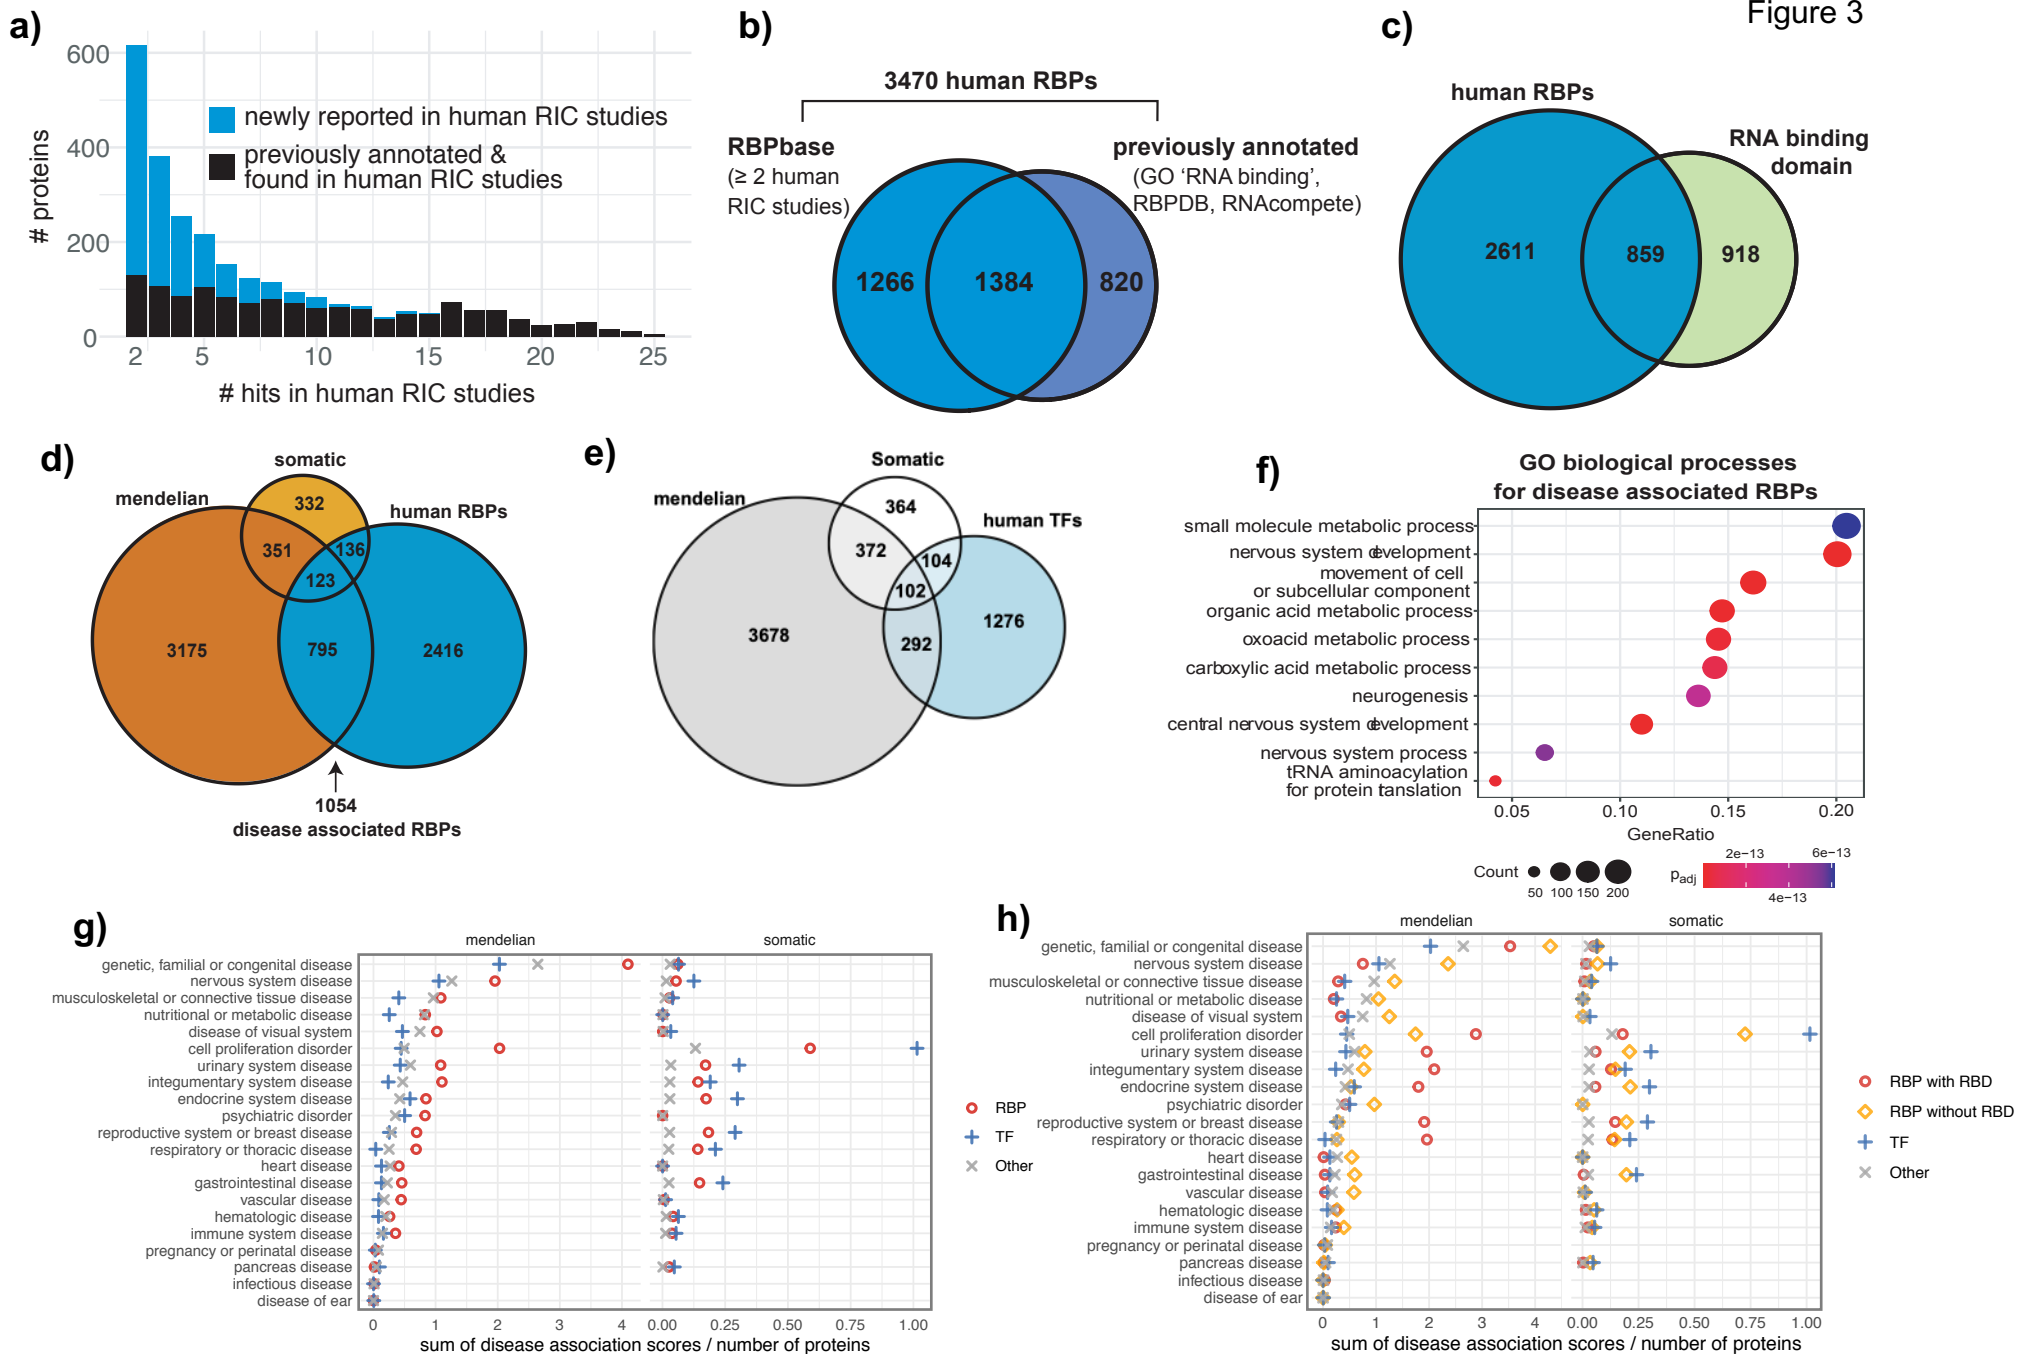 Figure 3
a)
# proteins
600
400
200
0
newly reported in human RIC studies
previously annotated &
found in human RIC studies
2 5 10 15 20 25
# hits in human RIC studies
b)
3470 human RBPs
RBPbase
(≥ 2 human
RIC studies)
previously annotated
(GO ‘RNA binding’,
RBPDB, RNAcompete)
1266 1384 820
c)
human RBPs
RNA binding
domain
2611 859 918
d)
somatic
mendelian
human RBPs
332
351 136
123
3175 795 2416
1054
disease associated RBPs
e)
Somatic
mendelian
human TFs
364
372 104
102
3678 292 1276
f)
GO biological processes
for disease associated RBPs
small molecule metabolic process
nervous system development
movement of cell
or subcellular component
organic acid metabolic process
oxoacid metabolic process
carboxylic acid metabolic process
neurogenesis
central nervous system development
nervous system process
tRNA aminoacylation
for protein tanslation
0.05 0.10 0.15 0.20
GeneRatio
Count
50 100 150 200
padj
2e−13 6e−13
4e−13
g)
mendelian somatic
genetic, familial or congenital disease
nervous system disease
musculoskeletal or connective tissue disease
nutritional or metabolic disease
disease of visual system
cell proliferation disorder
urinary system disease
integumentary system disease
endocrine system disease
psychiatric disorder
reproductive system or breast disease
respiratory or thoracic disease
heart disease
gastrointestinal disease
vascular disease
hematologic disease
immune system disease
pregnancy or perinatal disease
pancreas disease
infectious disease
disease of ear
0 1 2 3 4 0.00 0.25 0.50 0.75 1.00
sum of disease association scores / number of proteins
RBP
TF
Other
h)
mendelian somatic
genetic, familial or congenital disease
nervous system disease
musculoskeletal or connective tissue disease
nutritional or metabolic disease
disease of visual system
cell proliferation disorder
urinary system disease
integumentary system disease
endocrine system disease
psychiatric disorder
reproductive system or breast disease
respiratory or thoracic disease
heart disease
gastrointestinal disease
vascular disease
hematologic disease
immune system disease
pregnancy or perinatal disease
pancreas disease
infectious disease
disease of ear
0 1 2 3 4 0.00 0.25 0.50 0.75 1.00
sum of disease association scores / number of proteins
RBP with RBD
RBP without RBD
TF
Other